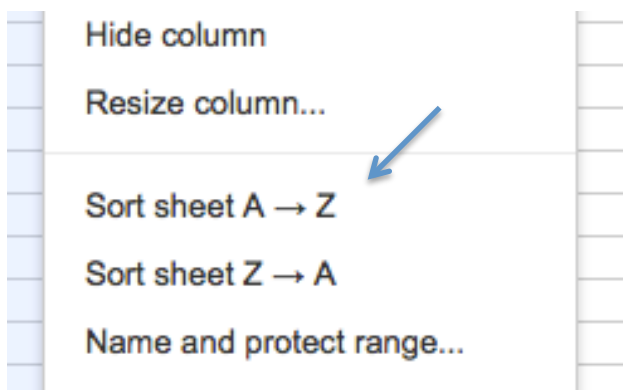 Hide column
Resize column...
Sort sheet A → Z
Sort sheet Z → A
Name and protect range...